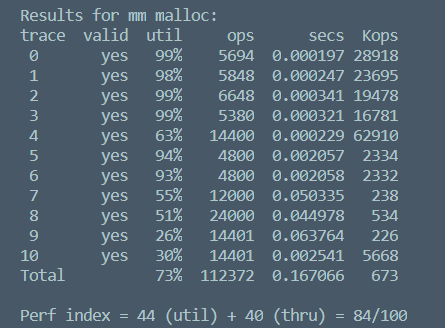 Results for mm malloc:
trace valid util ops secs Kops
0 yes 99% 5694 0.000197 28918
1 yes 98% 5848 0.000247 23695
2 yes 99% 6648 0.000341 19478
3 yes 99% 5380 0.000321 16781
4 yes 63% 14400 0.000229 62910
5 yes 94% 4800 0.002057 2334
6 yes 93% 4800 0.002058 2332
7 yes 55% 12000 0.050335 238
8 yes 51% 24000 0.044978 534
9 yes 26% 14401 0.063764 226
10 yes 30% 14401 0.002541 5668
Total 73% 112372 0.167066 673
Perf index = 44 (util) + 40 (thru) = 84/100